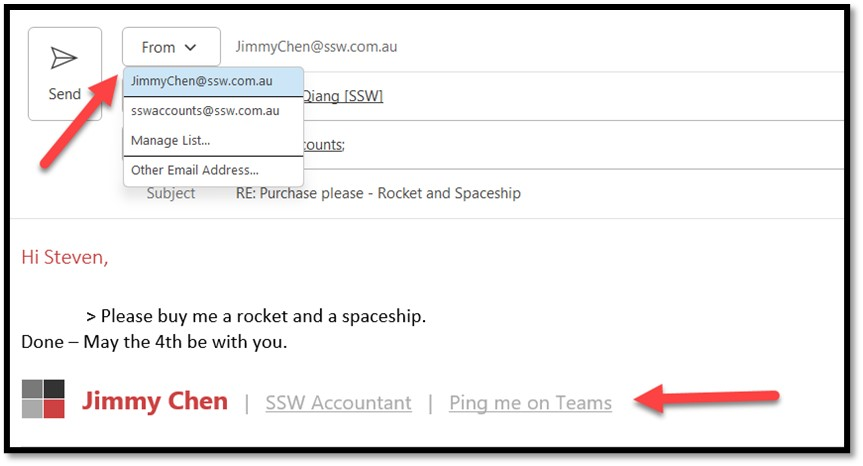 From
JimmyChen@ssw.com.au
Send
JimmyChen@ssw.com.au
Qiang [SSW]
sswaccounts@ssw.com.au
Manage List...
ounts;
Other Email Address...
Subject RE: Purchase please - Rocket and Spaceship
Hi Steven,
> Please buy me a rocket and a spaceship.
Done – May the 4th be with you.
Jimmy Chen | SSW Accountant | Ping me on Teams